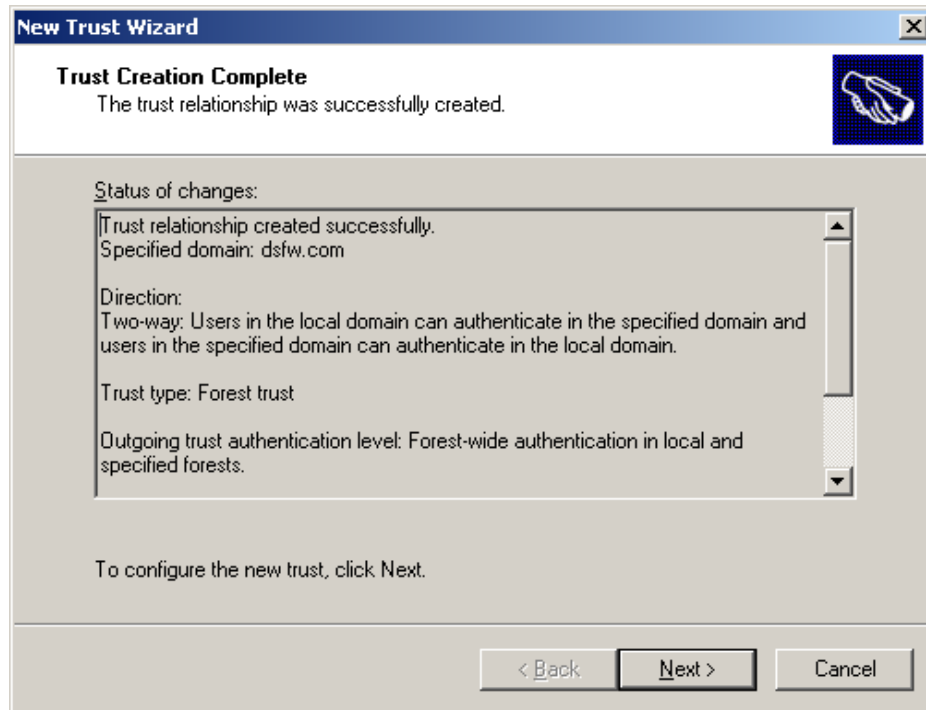 New Trust Wizard
Trust Creation Complete
The trust relationship was successfully created.
Status of changes:
Trust relationship created successfully.
Specified domain: dsfw.com
Direction:
Two-way: Users in the local domain can authenticate in the specified domain and
users in the specified domain can authenticate in the local domain.
Trust type: Forest trust
Outgoing trust authentication level: Forest-wide authentication in local and
specified forests.
To configure the new trust, click Next.
< Back
Next >
Cancel